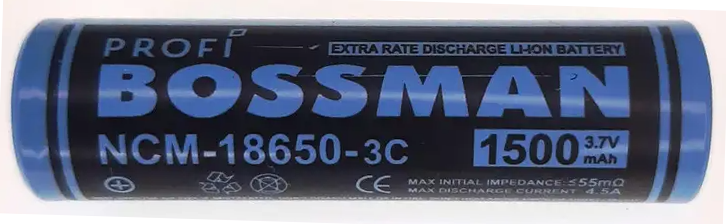 PROFI
EXTRA RATE DISCHARGE LI-ION BATTERY
BOSSMAN
NCM-18650-3C
1500 3.7V mAh
CE
MAX INITIAL IMPEDANCE ≤55mΩ
MAX DISCHARGE CURRENT 4.5A